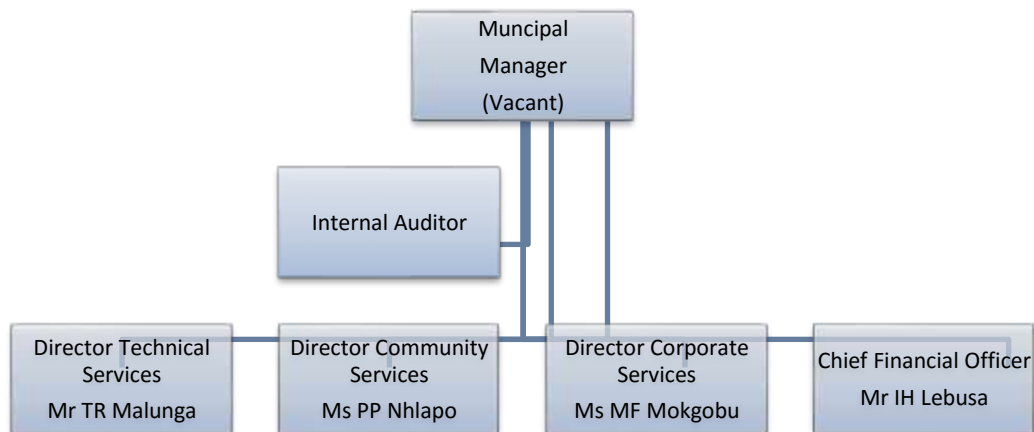 Muncipal
Manager
(Vacant)
Internal Auditor
Director Technical
Services
Mr TR Malunga
Director Community
Services
Ms PP Nhlapo
Director Corporate
Services
Ms MF Mokgobu
Chief Financial Officer
Mr IH Lebusa